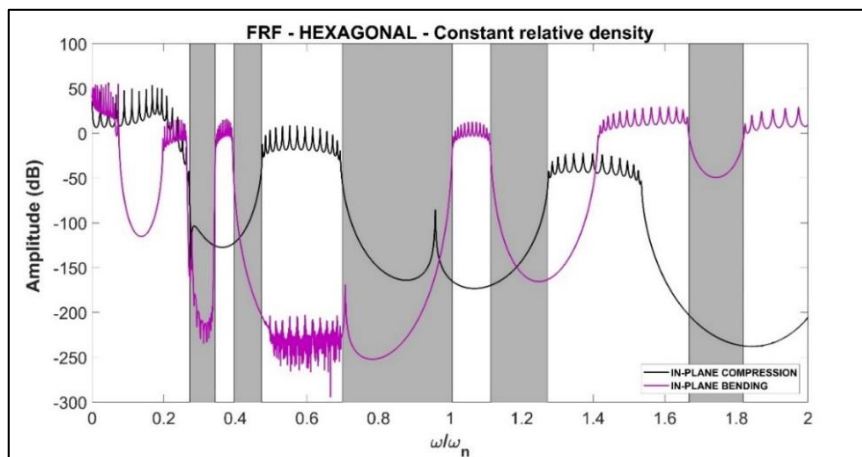 FRF - HEXAGONAL - Constant relative density
100
50
0
-50
-100
-150
-200
-250
-300
Amplitude (dB)
IN-PLANE COMPRESSION
IN-PLANE BENDING
0 0.2 0.4 0.6 0.8 1 1.2 1.4 1.6 1.8 2
ω/ωn